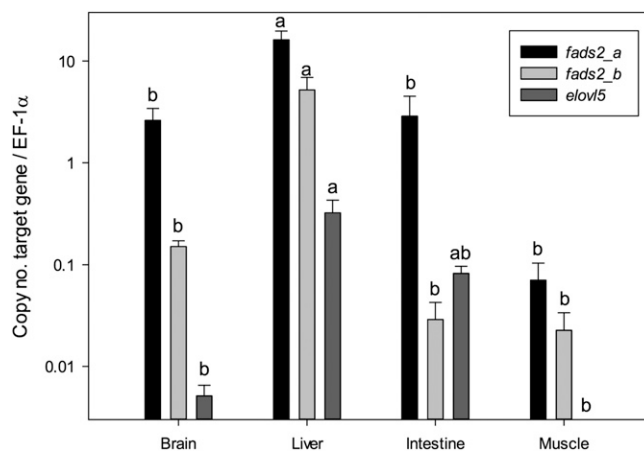 Copy no. target gene / EF-1α
10
1
0.1
0.01
fads2_a
fads2_b
elovl5
b
b
b
a
a
a
b
b
ab
b
b
b
Brain
Liver
Intestine
Muscle